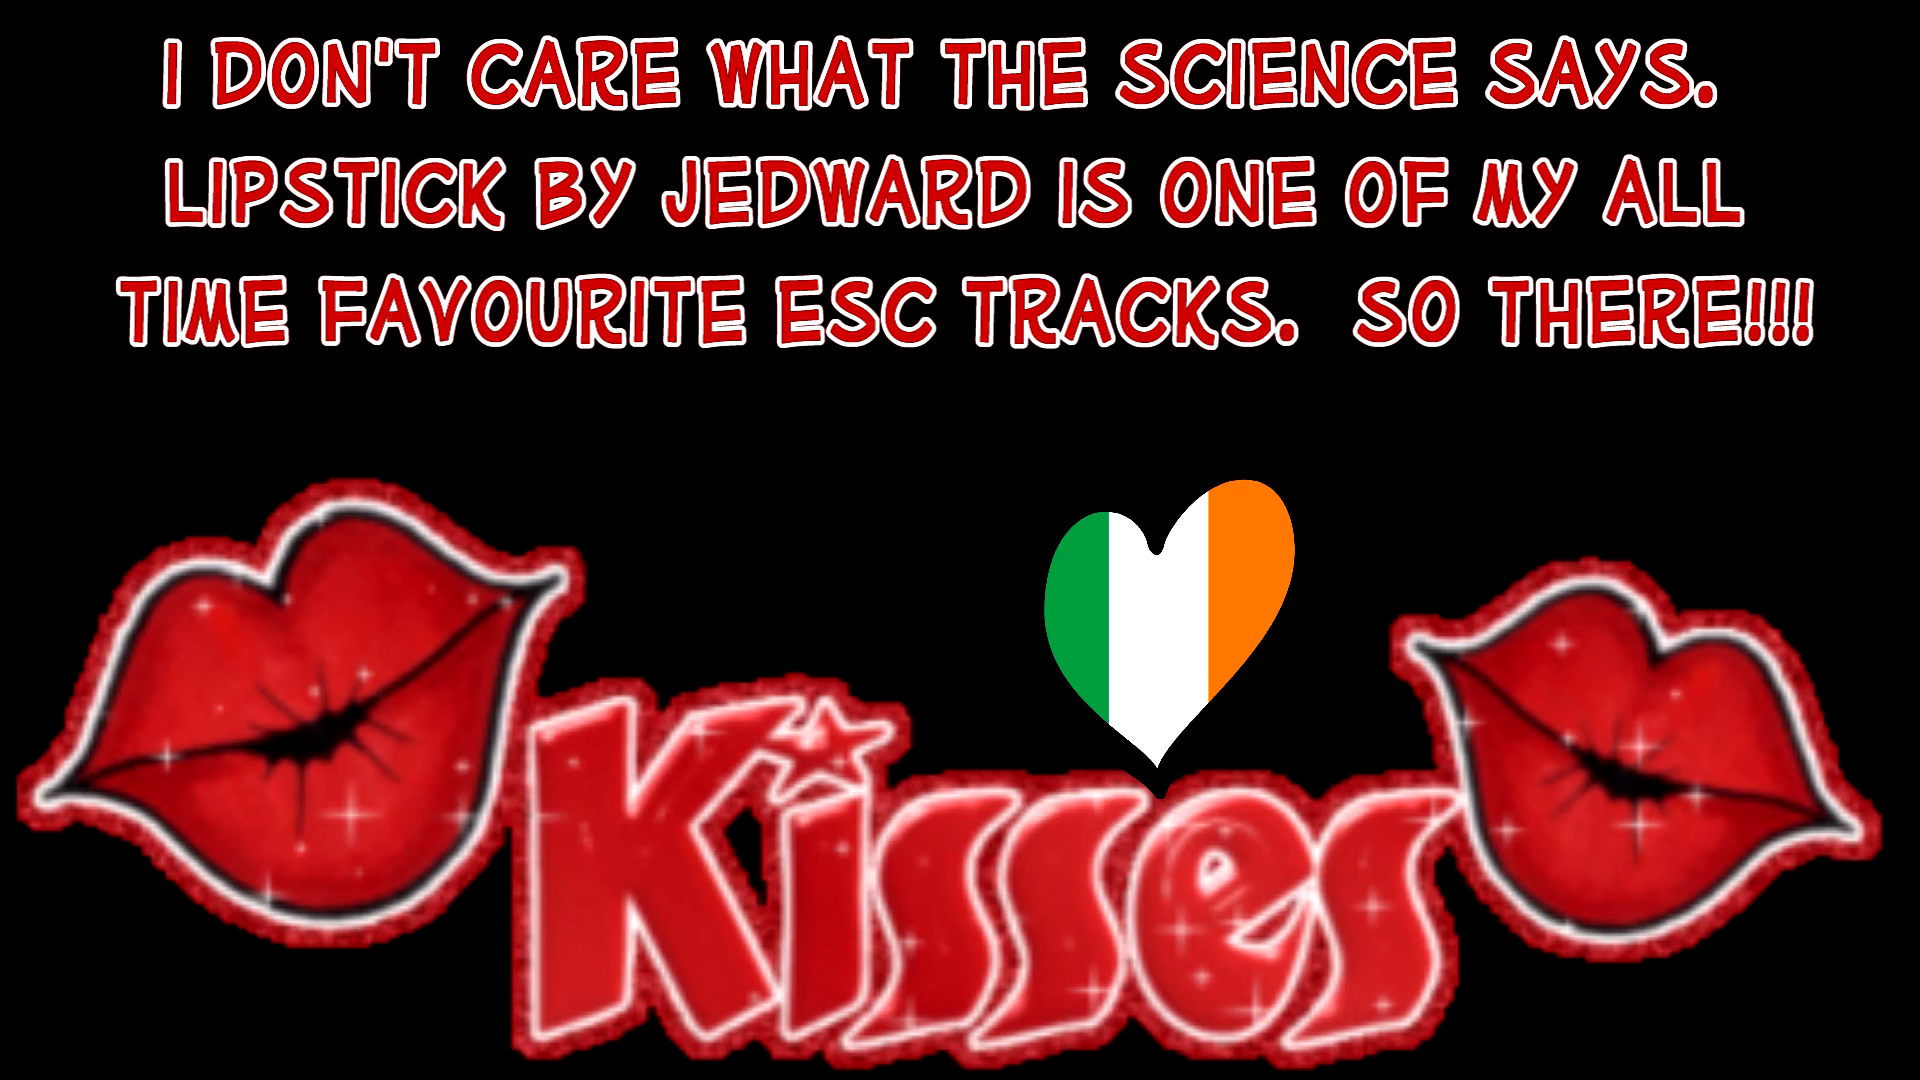 I DON'T CARE WHAT THE SCIENCE SAYS.
LIPSTICK BY JEDWARD IS ONE OF MY ALL
TIME FAVOURITE ESC TRACKS.  SO THERE!!!
Kisses